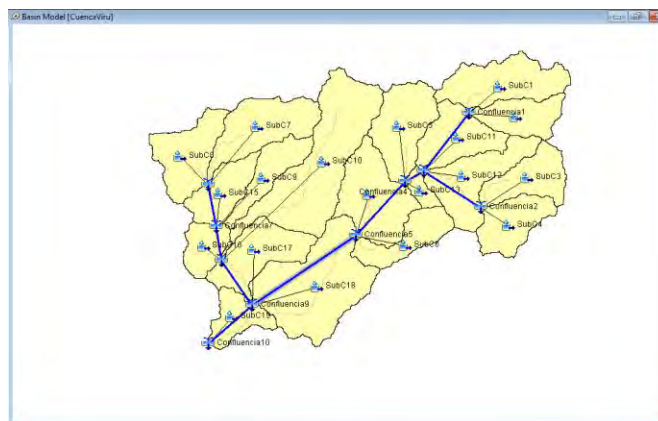 Basin Model [CuencaViru]
SubC1
Confluencia1
SubC7
SubC5
SubC11
SubC8
SubC10
SubC9
SubC12
SubC3
SubC15
Confluencia4
SubC13
Confluencia2
Confluencia7
SubC4
Confluencia5
SubC16
SubC17
SubC6
SubC18
Confluencia9
SubC19
Confluencia10